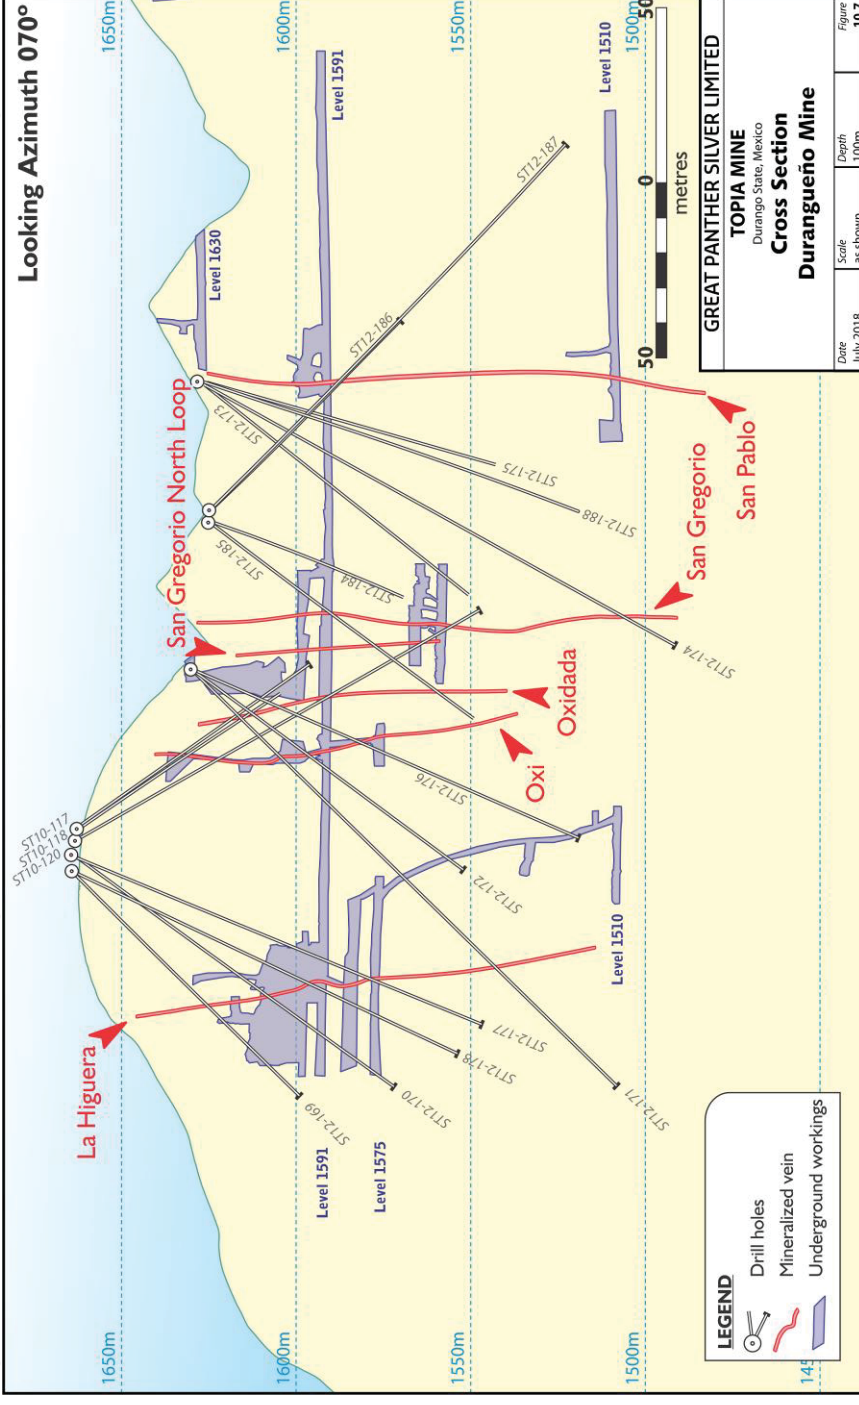 Looking Azimuth 070°
1650m
1650m
1600m
1600m
1550m
1550m
1500m
1500m
La Higuera
San Gregorio North Loop
Oxi
Oxidada
San Gregorio
San Pablo
Level 1630
Level 1591
Level 1510
Level 1591
Level 1575
Level 1510
ST10-117
ST10-118
ST10-120
ST12-169
ST12-170
ST12-178
ST12-177
ST12-171
ST12-172
ST12-176
ST12-184
ST12-185
ST12-173
ST12-186
ST12-187
ST12-175
ST12-188
ST12-174
50 0 50
metres
LEGEND
Drill holes
Mineralized vein
Underground workings
GREAT PANTHER SILVER LIMITED
TOPIA MINE
Durango State, Mexico
Cross Section
Durangueño Mine
Date Scale Depth Figure
July 2018 as shown 100m